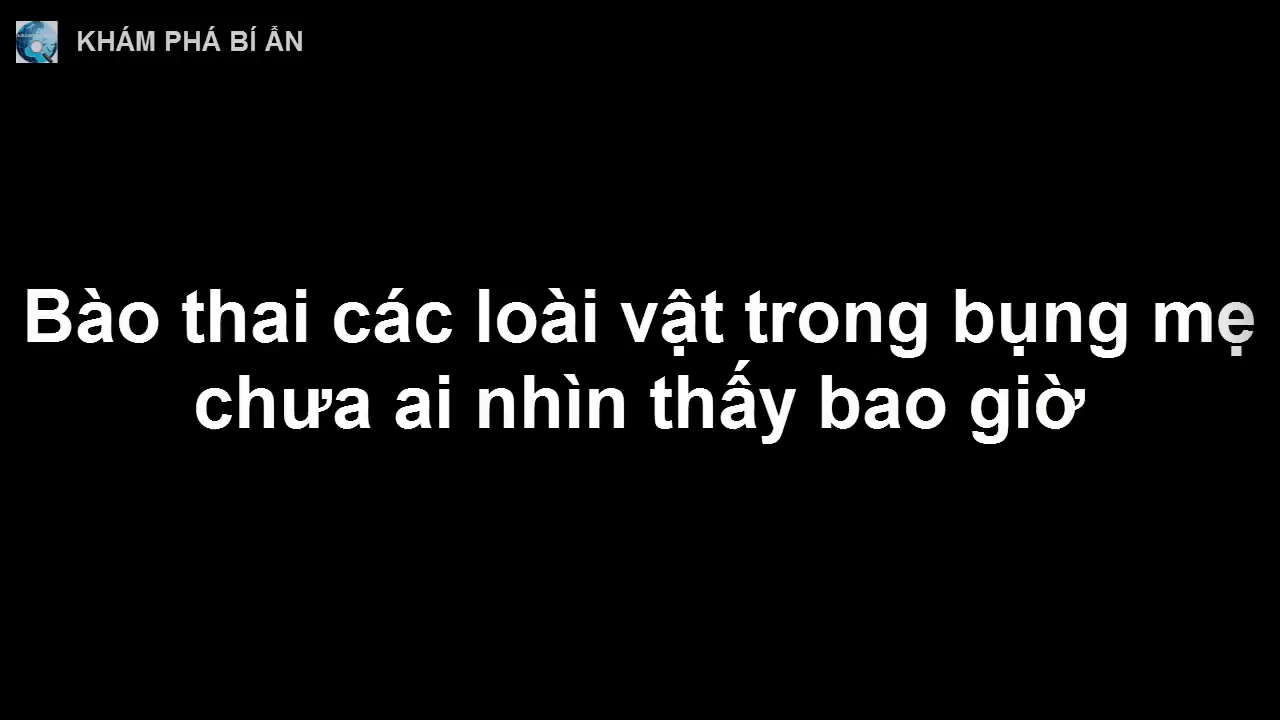 KHÁM PHÁ BÍ ẨN
Bào thai các loài vật trong bụng mẹ
chưa ai nhìn thấy bao giờ